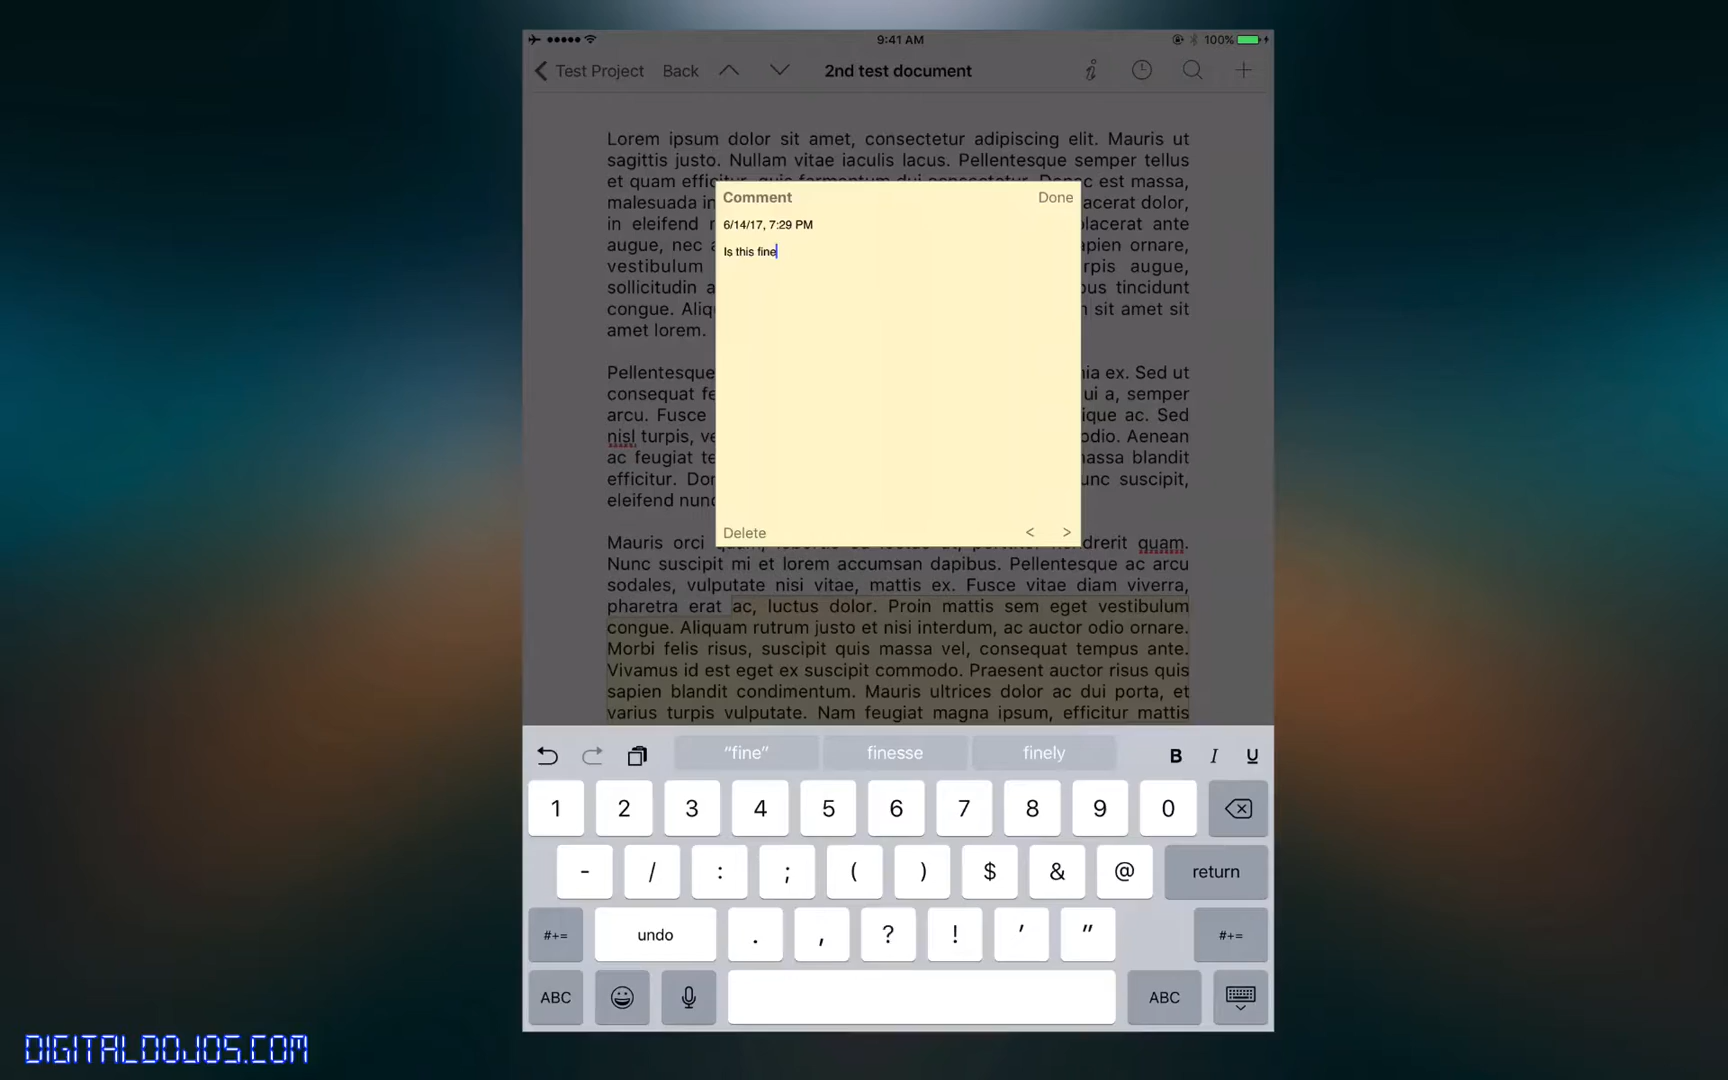 9:41 AM
100%
Test Project Back 2nd test document
Lorem ipsum dolor sit amet, consectetur adipiscing elit. Mauris ut
sagittis justo. Nullam vitae iaculis lacus. Pellentesque semper tellus
et quam effici quis fermentum dui consectetur. Donec est massa,
malesuada in acerat dolor,
in eleifend placerat ante
augue, nec a apien ornare,
vestibulum rpis augue,
sollicitudin a bus tincidunt
congue. Aliq sit amet sit
amet lorem.
Comment Done
6/14/17, 7:29 PM
Is this fine
Delete < >
Pellentesque nia ex. Sed ut
consequat fe ui a, semper
arcu. Fusce ique ac. Sed
nisl turpis, ve odio. Aenean
ac feugiat te massa blandit
efficitur. Dor unc suscipit,
eleifend nunc
Mauris orci quam, hendrerit quam.
Nunc suscipit mi et lorem accumsan dapibus. Pellentesque ac arcu
sodales, vulputate nisi vitae, mattis ex. Fusce vitae diam viverra,
pharetra erat ac, luctus dolor. Proin mattis sem eget vestibulum
congue. Aliquam rutrum justo et nisi interdum, ac auctor odio ornare.
Morbi felis risus, suscipit quis massa vel, consequat tempus ante.
Vivamus id est eget ex suscipit commodo. Praesent auctor risus quis
sapien blandit condimentum. Mauris ultrices dolor ac dui porta, et
varius turpis vulputate. Nam feugiat magna ipsum, efficitur mattis
“fine” finesse finely B I U
1 2 3 4 5 6 7 8 9 0
- / : ; ( ) $ & @ return
#+= undo . , ? ! ' " #+=
ABC ABC
DIGITALDOJOS.COM